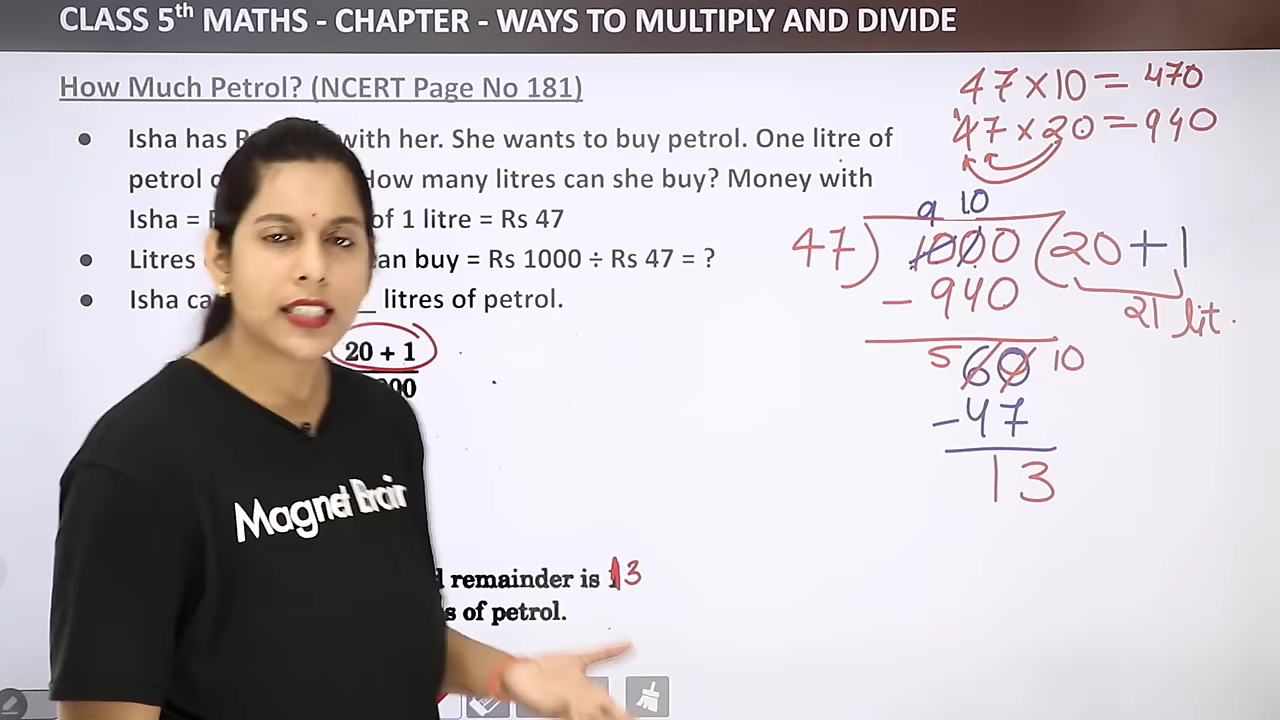 CLASS 5th MATHS - CHAPTER - WAYS TO MULTIPLY AND DIVIDE
How Much Petrol? (NCERT Page No 181)
Isha has R with her. She wants to buy petrol. One litre of
petrol How many litres can she buy? Money with
Isha = of 1 litre = Rs 47
Litres an buy = Rs 1000 ÷ Rs 47 = ?
Isha ca _ litres of petrol.
20 + 1
00
remainder is 13
s of petrol.
47 × 10 = 470
47 × 20 = 940
9 10
47) 1000 (20 + 1
- 940
21 lit.
5 60 10
- 47
13
Magnet Brain